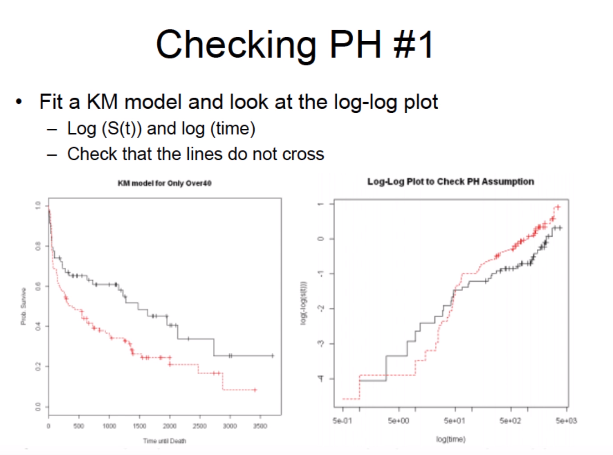 Checking PH #1
• Fit a KM model and look at the log-log plot
– Log (S(t)) and log (time)
– Check that the lines do not cross
KM model for Only Over40
Prob. Survive
1.0
0.8
0.6
0.4
0.2
0.0
0 500 1000 1500 2000 2500 3000 3500
Time until Death
Log-Log Plot to Check PH Assumption
log(-log(s(t)))
1
0
-1
-2
-3
-4
5e-01 5e+00 5e+01 5e+02 5e+03
log(time)